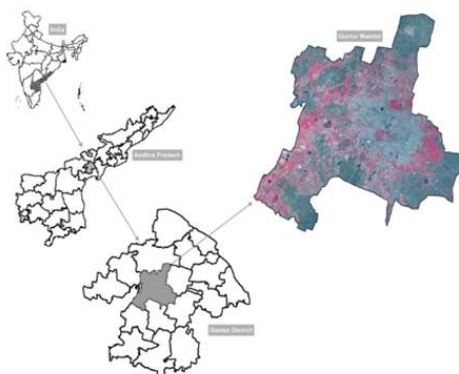 India
Guntur Mandal
Andhra Pradesh
Guntur District